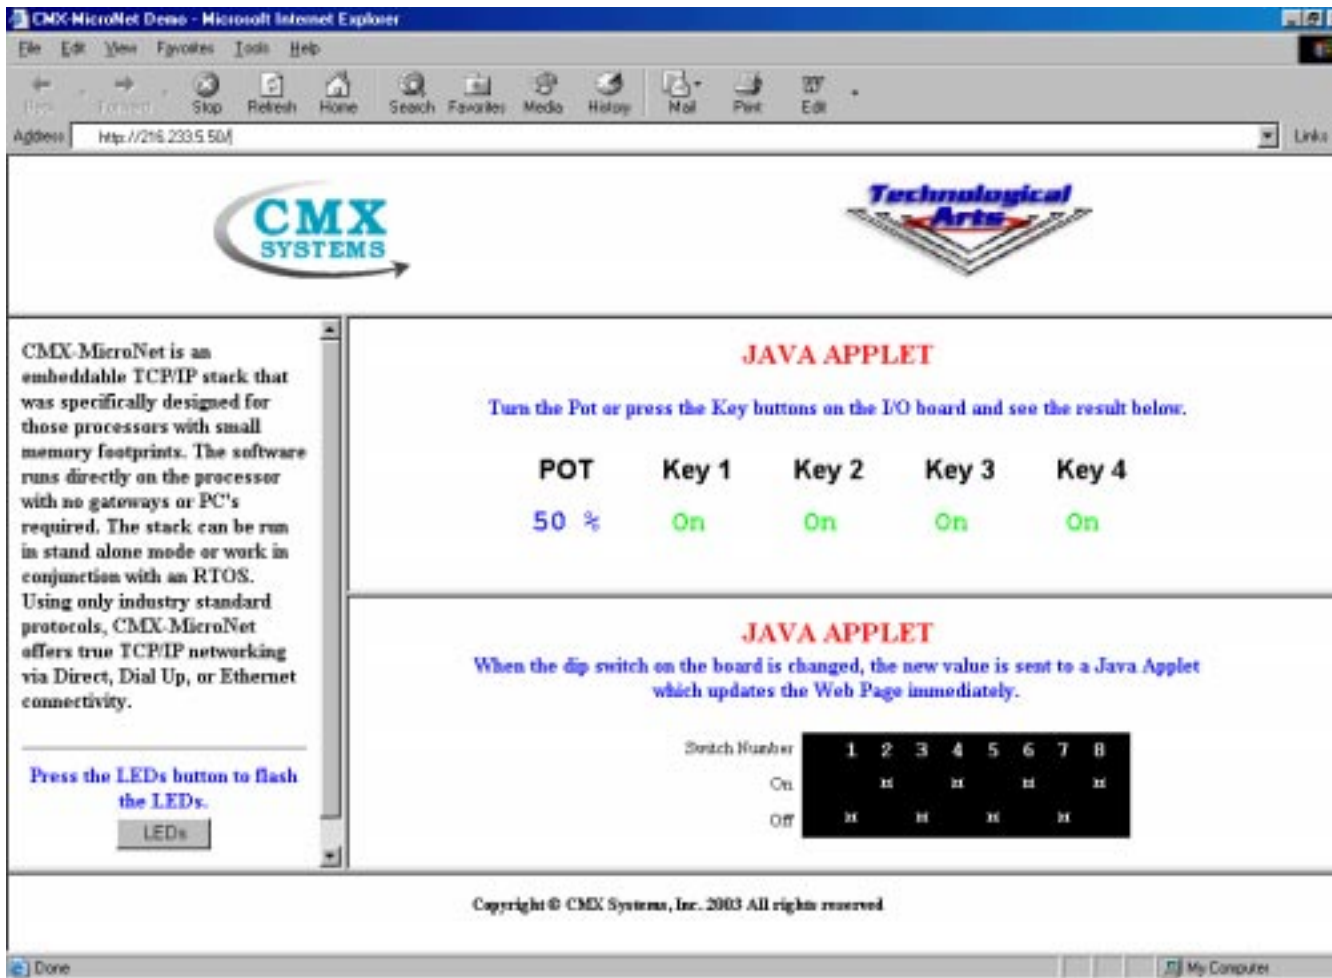 CMX-MicroNet Demo - Microsoft Internet Explorer
File Edit View Favorites Tools Help
Back Forward Stop Refresh Home Search Favorites Media History Mail Print Edit
Address http://216.233.5.50/ Links
CMX
SYSTEMS
Technological
Arts
CMX-MicroNet is an
embeddable TCP/IP stack that
was specifically designed for
those processors with small
memory footprints. The software
runs directly on the processor
with no gateways or PC's
required. The stack can be run
in stand alone mode or work in
conjunction with an RTOS.
Using only industry standard
protocols, CMX-MicroNet
offers true TCP/IP networking
via Direct, Dial Up, or Ethernet
connectivity.
Press the LEDs button to flash
the LEDs.
LEDs
JAVA APPLET
Turn the Pot or press the Key buttons on the I/O board and see the result below.
POT Key 1 Key 2 Key 3 Key 4
50 % On On On On
JAVA APPLET
When the dip switch on the board is changed, the new value is sent to a Java Applet
which updates the Web Page immediately.
Switch Number 1 2 3 4 5 6 7 8
On
Off
Copyright © CMX Systems, Inc. 2003 All rights reserved
Done My Computer